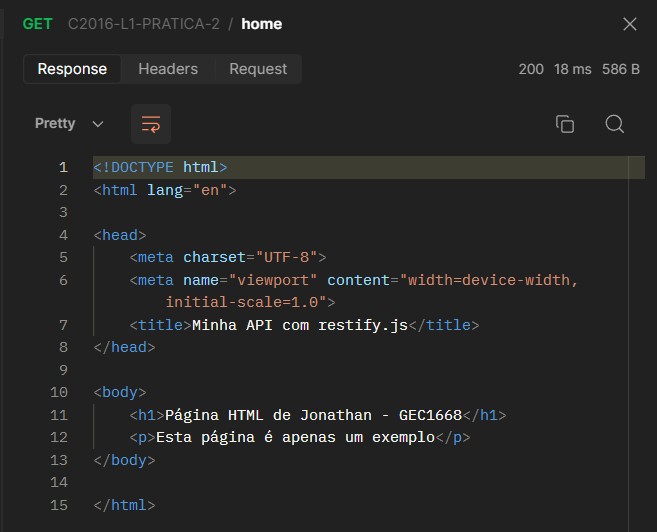 GET C2016-L1-PRATICA-2 / home
Response Headers Request 200 18 ms 586 B
Pretty
1 <!DOCTYPE html>
2 <html lang="en">
3
4 <head>
5 <meta charset="UTF-8">
6 <meta name="viewport" content="width=device-width,
initial-scale=1.0">
7 <title>Minha API com restify.js</title>
8 </head>
9
10 <body>
11 <h1>Página HTML de Jonathan - GEC1668</h1>
12 <p>Esta página é apenas um exemplo</p>
13 </body>
14
15 </html>